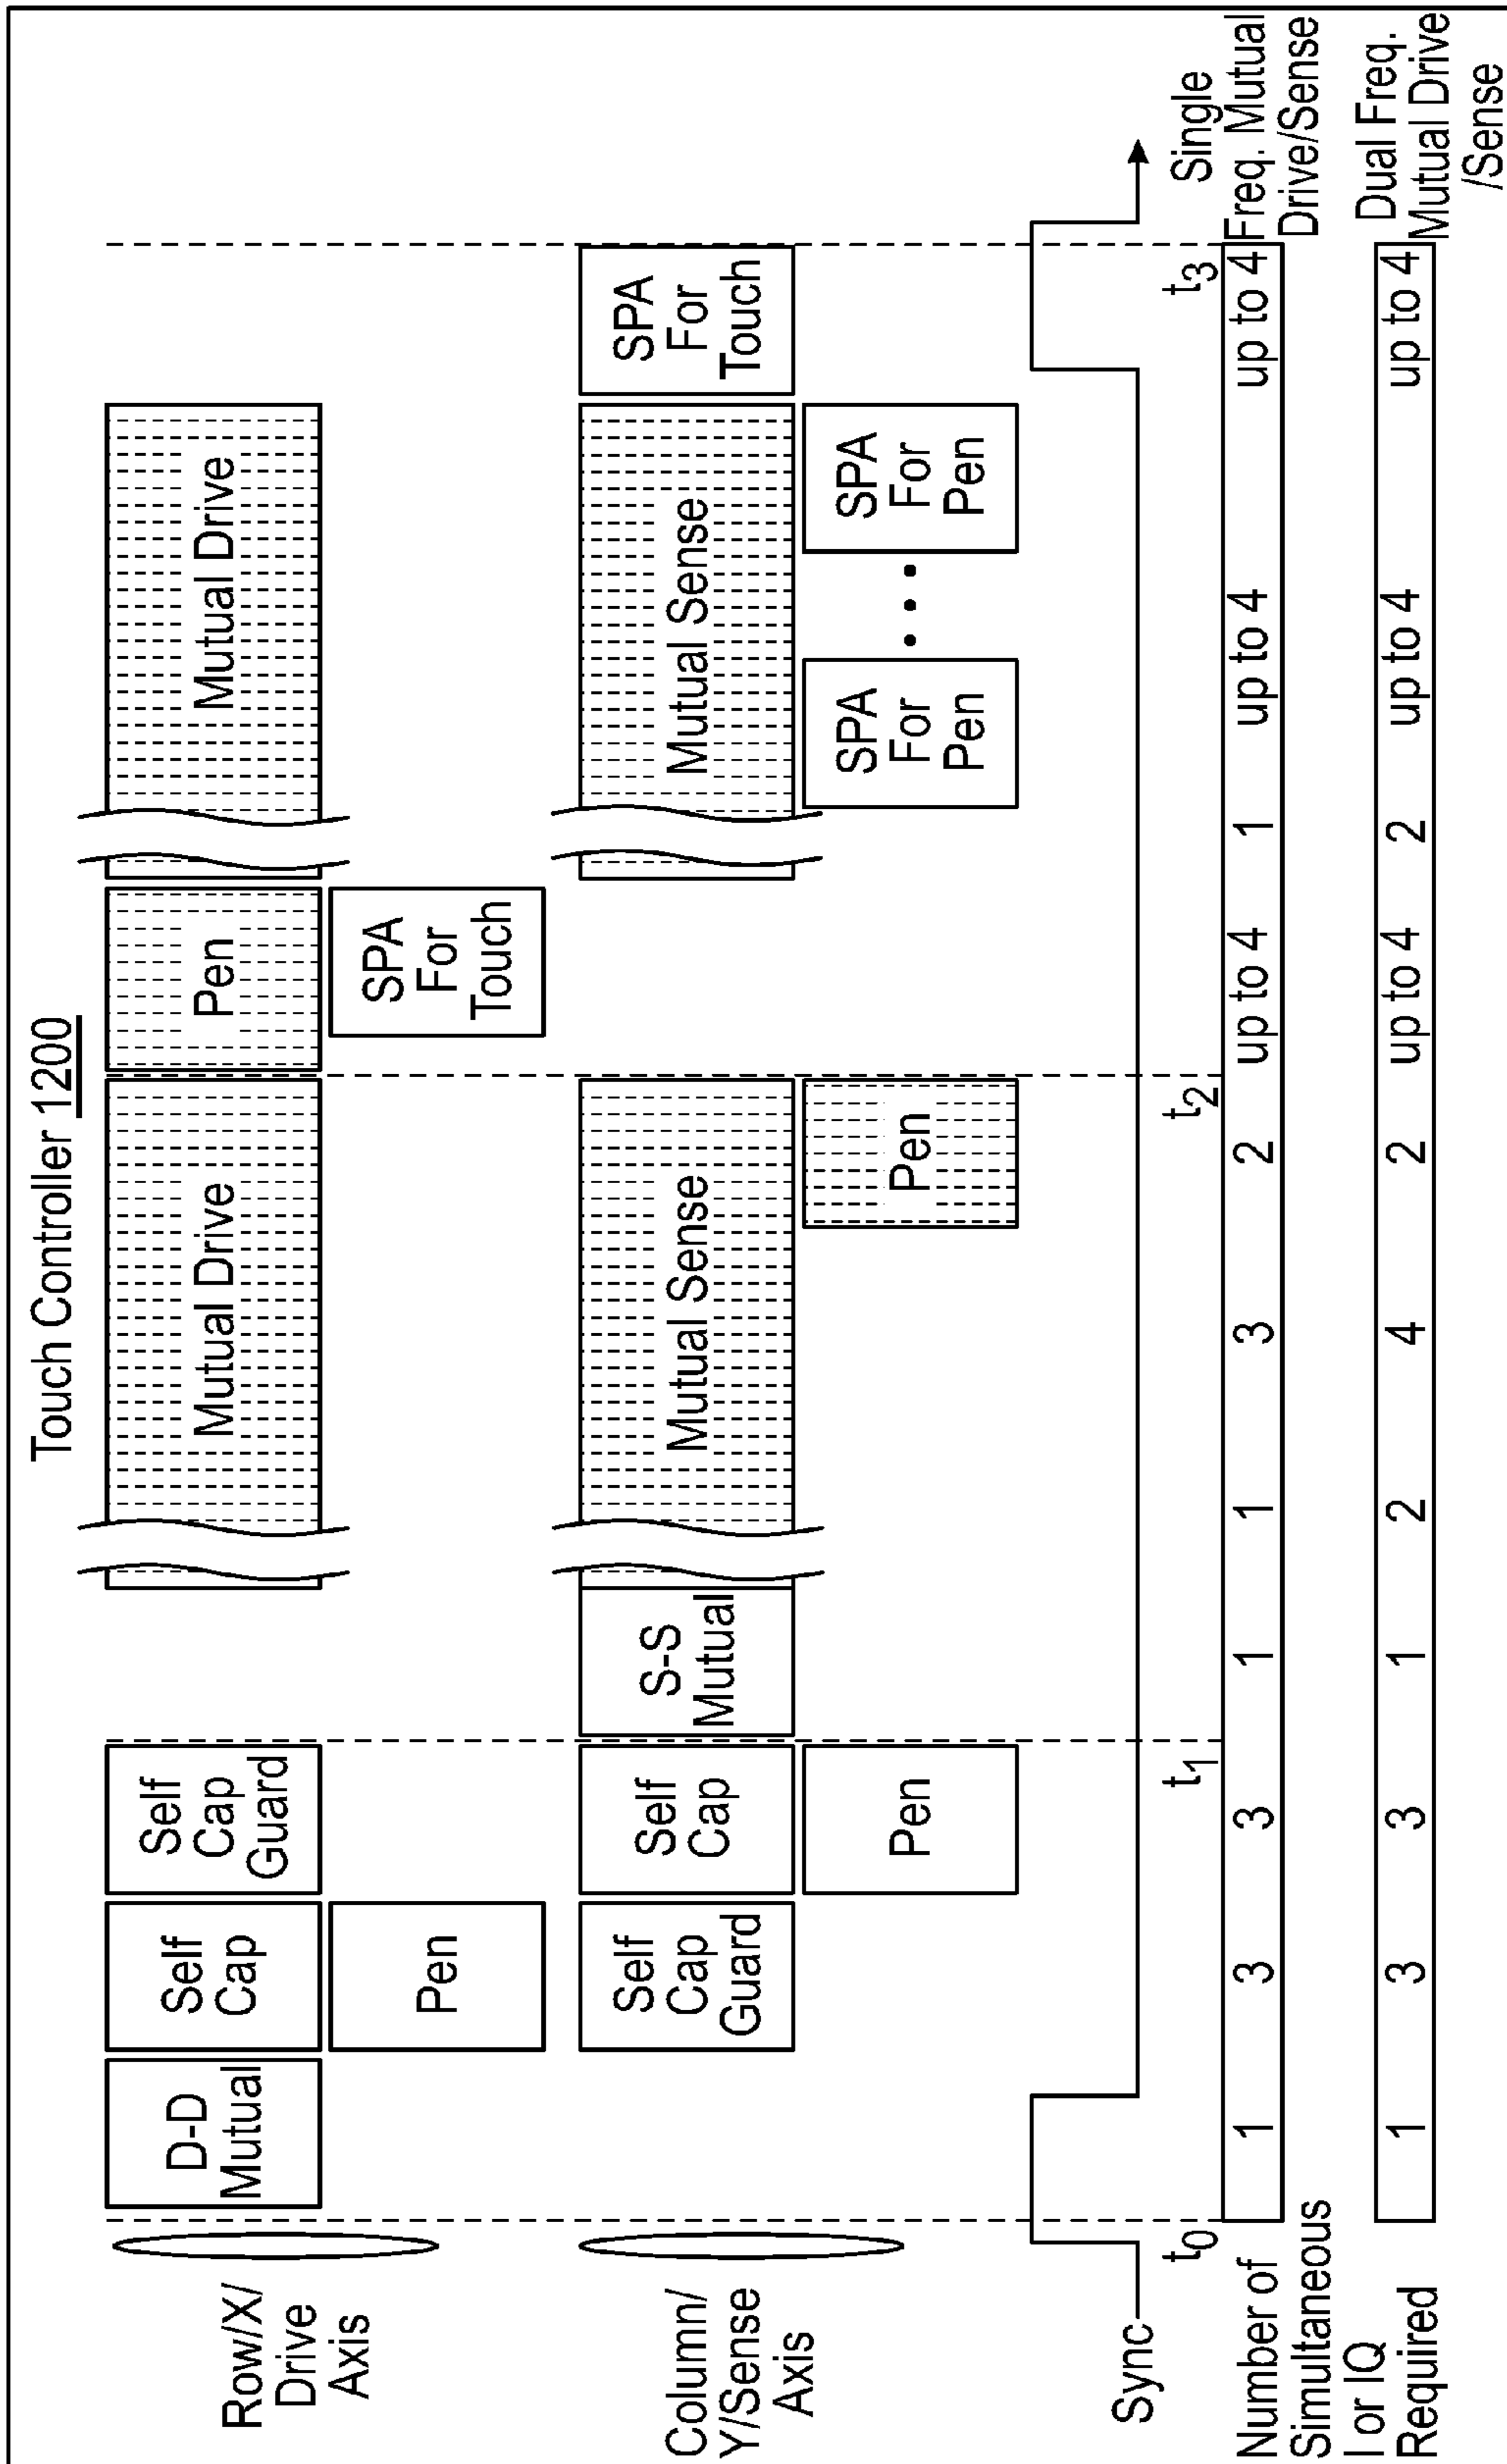 Touch Controller 1200
Row/X/
Drive
Axis
D-D
Mutual
Self
Cap
Self
Cap
Guard
Mutual Drive
Pen
Mutual Drive
Pen
SPA
For
Touch
Column/
Y/Sense
Axis
Self
Cap
Guard
Self
Cap
S-S
Mutual
Mutual Sense
Mutual Sense
SPA
For
Touch
Pen
Pen
SPA
For
Pen
• • •
SPA
For
Pen
Sync
t0
t1
t2
t3
Number of
Simultaneous
I or IQ
Required
1 3 3 1 1 3 2 up to 4 1 up to 4 up to 4
Single
Freq. Mutual
Drive/Sense
1 3 3 1 2 4 2 up to 4 2 up to 4 up to 4
Dual Freq.
Mutual Drive
/Sense